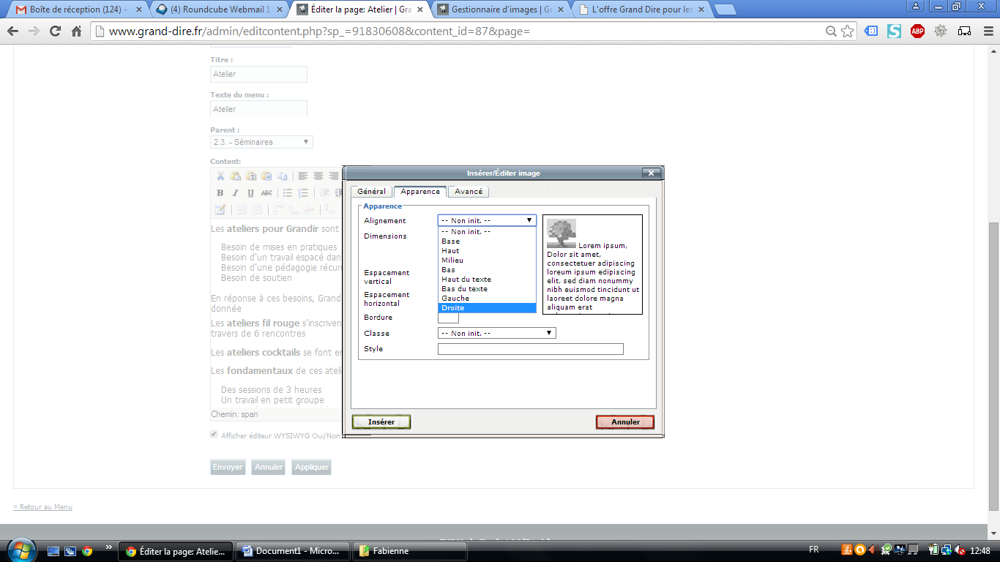 Boîte de réception (124) -
(4) Roundcube Webmail 1
Éditer la page: Atelier | Gra
Gestionnaire d'images | Gr
L'offre Grand Dire pour les
www.grand-dire.fr/admin/editcontent.php?sp_=91830608&content_id=87&page=
ABP
Titre :
Atelier
Texte du menu :
Atelier
Parent :
2.3. - Séminaires
Content:
B I U ABC
Les ateliers pour Grandir sont
Besoin de mises en pratiques
Besoin d'un travail espacé dan
Besoin d'une pédagogie récurr
Besoin de soutien
En réponse à ces besoins, Grand
donnée
Les ateliers fil rouge s'inscriven
travers de 6 rencontres
Les ateliers cocktails se font en
Les fondamentaux de ces ateli
Des sessions de 3 heures
Un travail en petit groupe
Chemin: span
Afficher éditeur WYSIWYG Oui/Non
Envoyer
Annuler
Appliquer
« Retour au Menu
Insérer/Éditer image
Général
Apparence
Avancé
Apparence
Alignement
-- Non init. --
-- Non init. --
Base
Haut
Milieu
Bas
Haut du texte
Bas du texte
Gauche
Droite
Dimensions
Espacement
vertical
Espacement
horizontal
Bordure
Classe
-- Non init. --
Style
Lorem ipsum,
Dolor sit amet,
consectetuer adipiscing
loreum ipsum edipiscing
elit, sed diam nonummy
nibh euismod tincidunt ut
laoreet dolore magna
aliquam erat
Insérer
Annuler
Éditer la page: Atelie...
Document1 - Micro...
Fabienne
FR
12:48